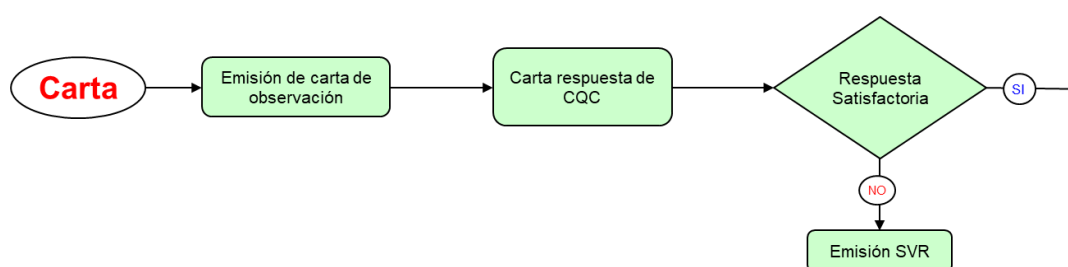 Carta
Emisión de carta de
observación
Carta respuesta de
CQC
Respuesta
Satisfactoria
SI
NO
Emisión SVR